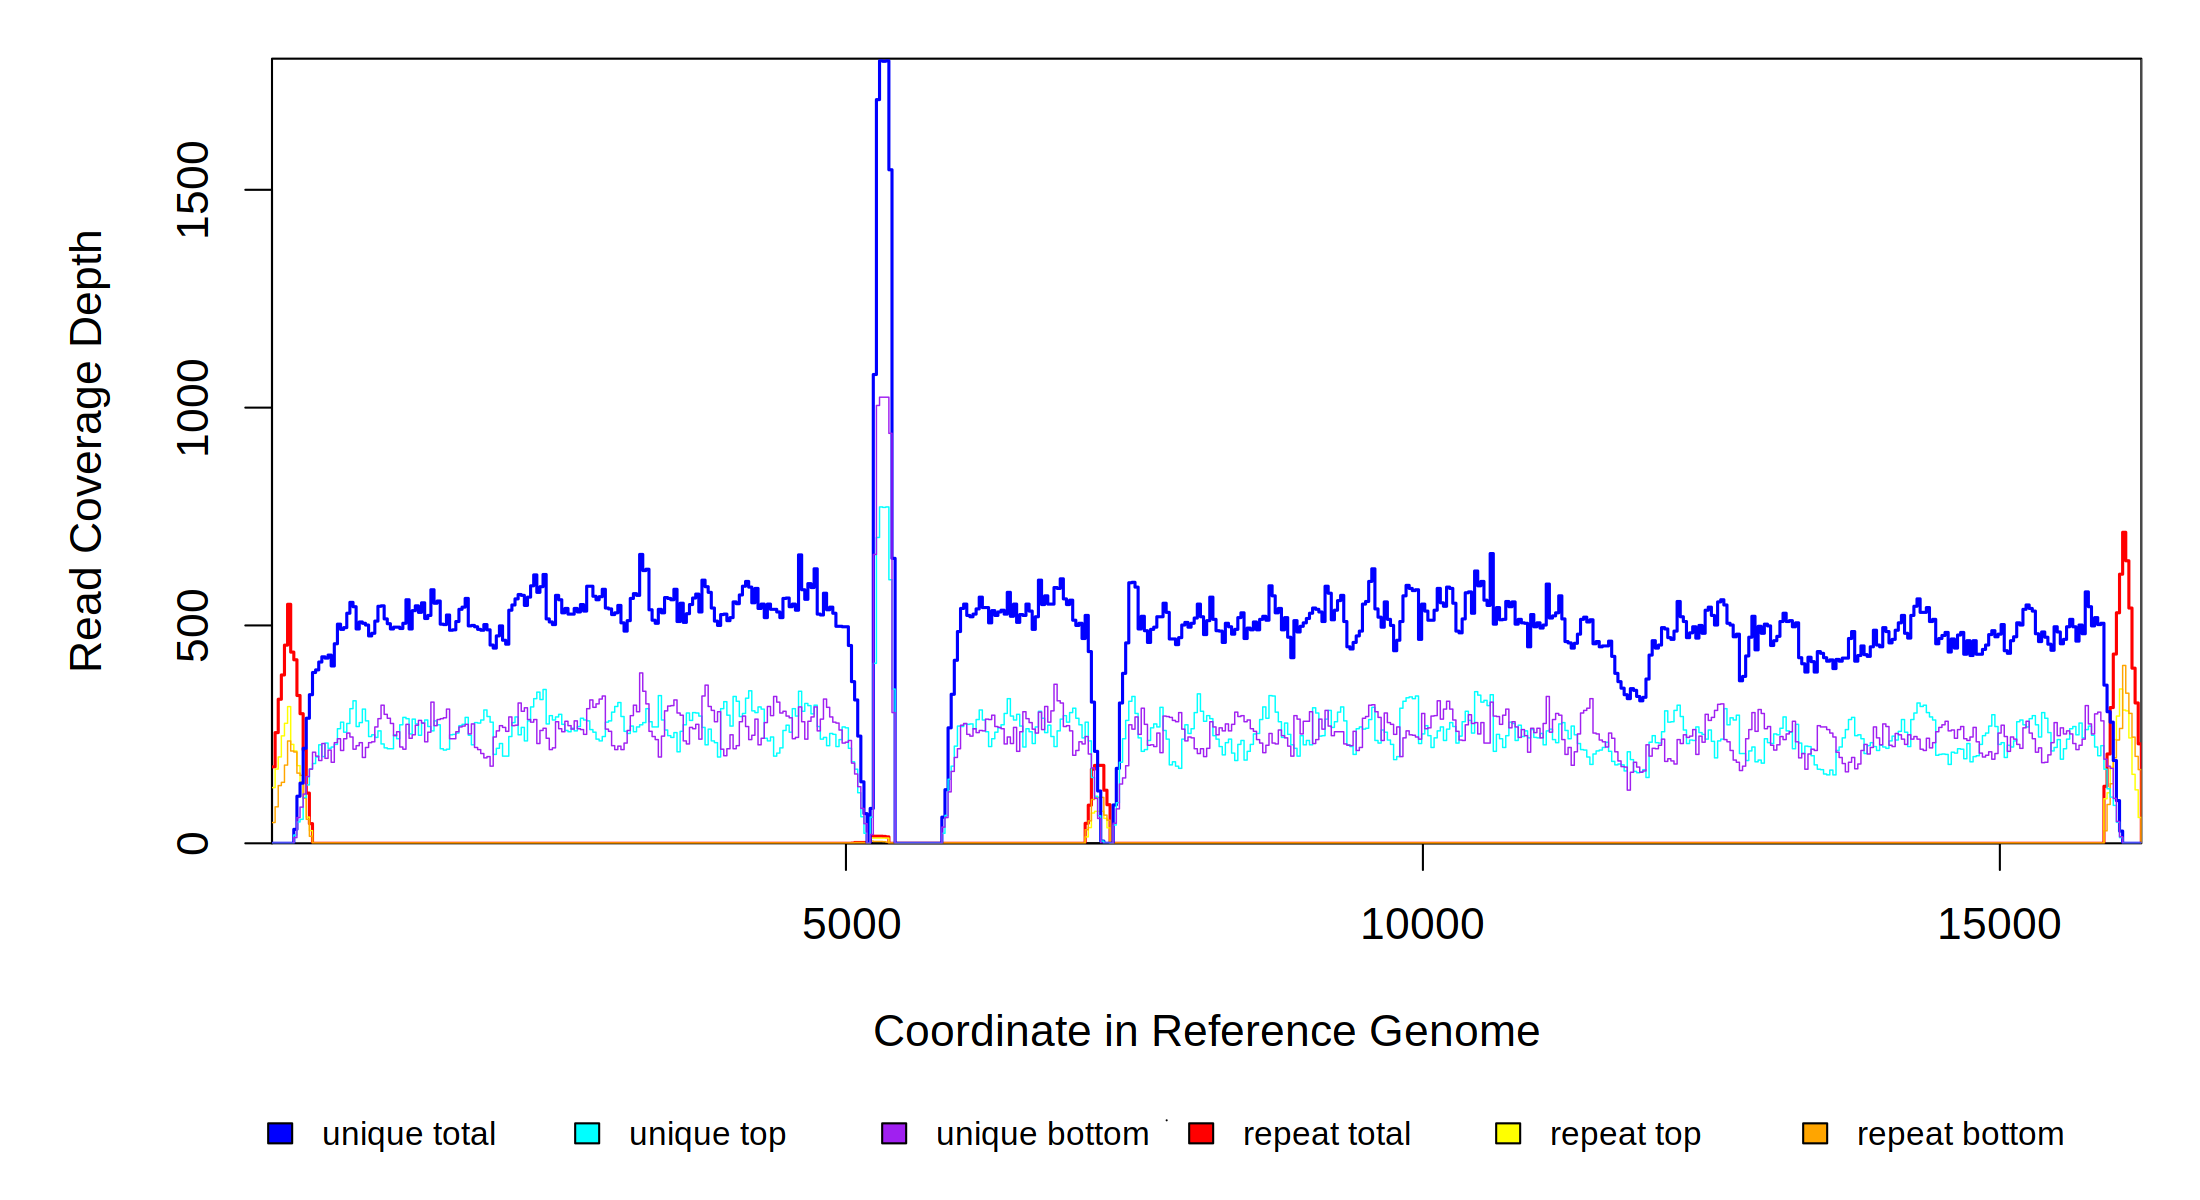 Read Coverage Depth
1500
1000
500
0
5000 10000 15000
Coordinate in Reference Genome
unique total unique top unique bottom repeat total repeat top repeat bottom